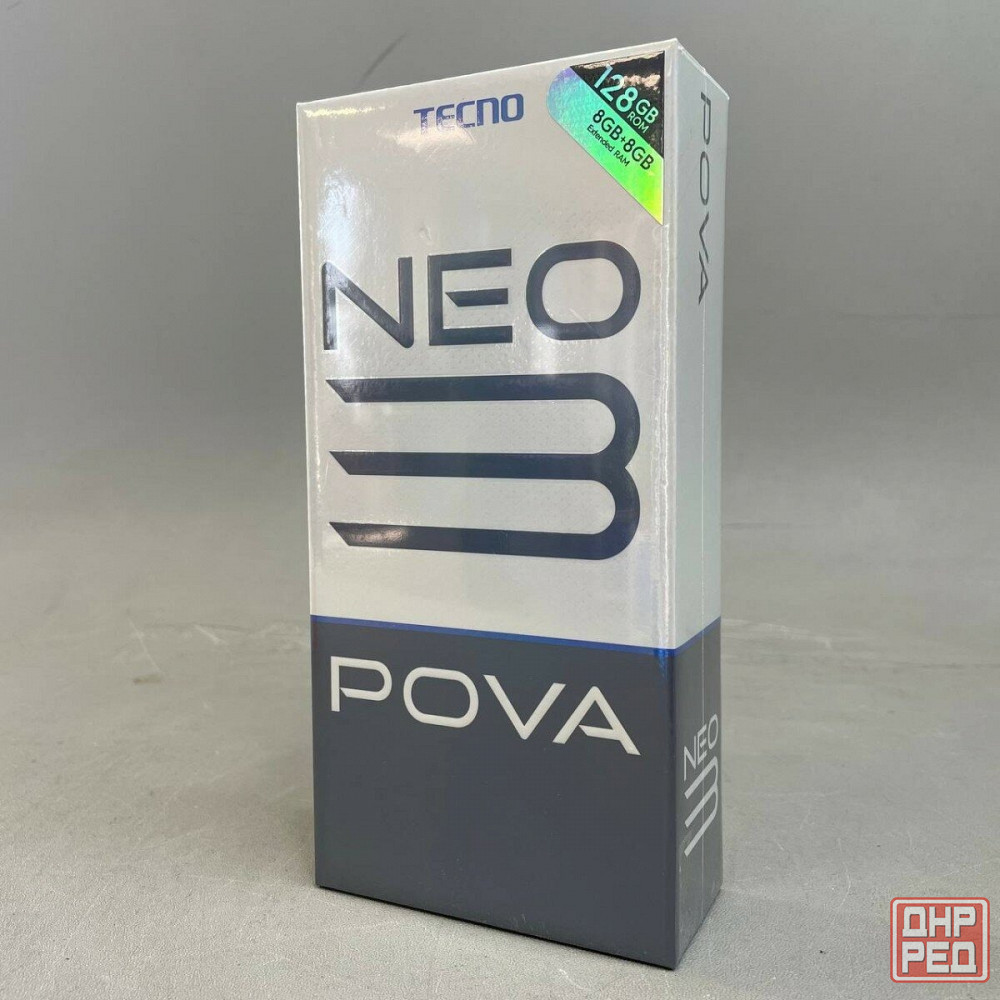 TECNO
128GB
ROM
8GB+8GB
Extended RAM
NEO
3
POVA
POVA
NEO
3
ДНР
РЕД